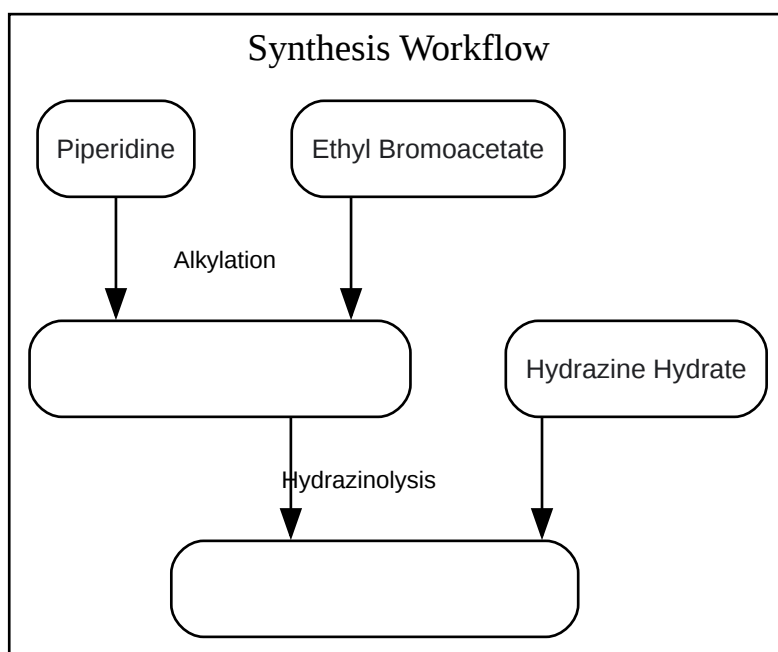 Synthesis Workflow
Piperidine
Ethyl Bromoacetate
Alkylation
Hydrazine Hydrate
Hydrazinolysis